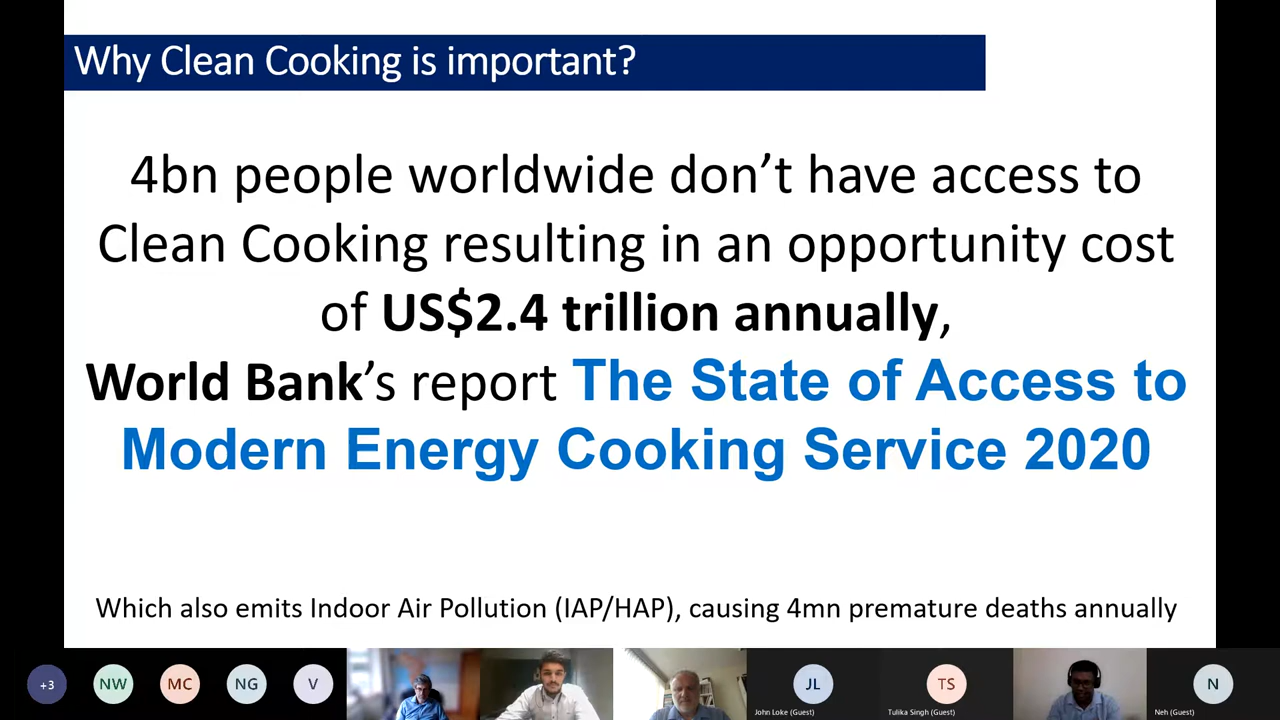 Why Clean Cooking is important?
4bn people worldwide don’t have access to
Clean Cooking resulting in an opportunity cost
of US$2.4 trillion annually,
World Bank’s report The State of Access to
Modern Energy Cooking Service 2020
Which also emits Indoor Air Pollution (IAP/HAP), causing 4mn premature deaths annually
+3
NW
MC
NG
V
JL
John Loke (Guest)
TS
Tulika Singh (Guest)
N
Neh (Guest)